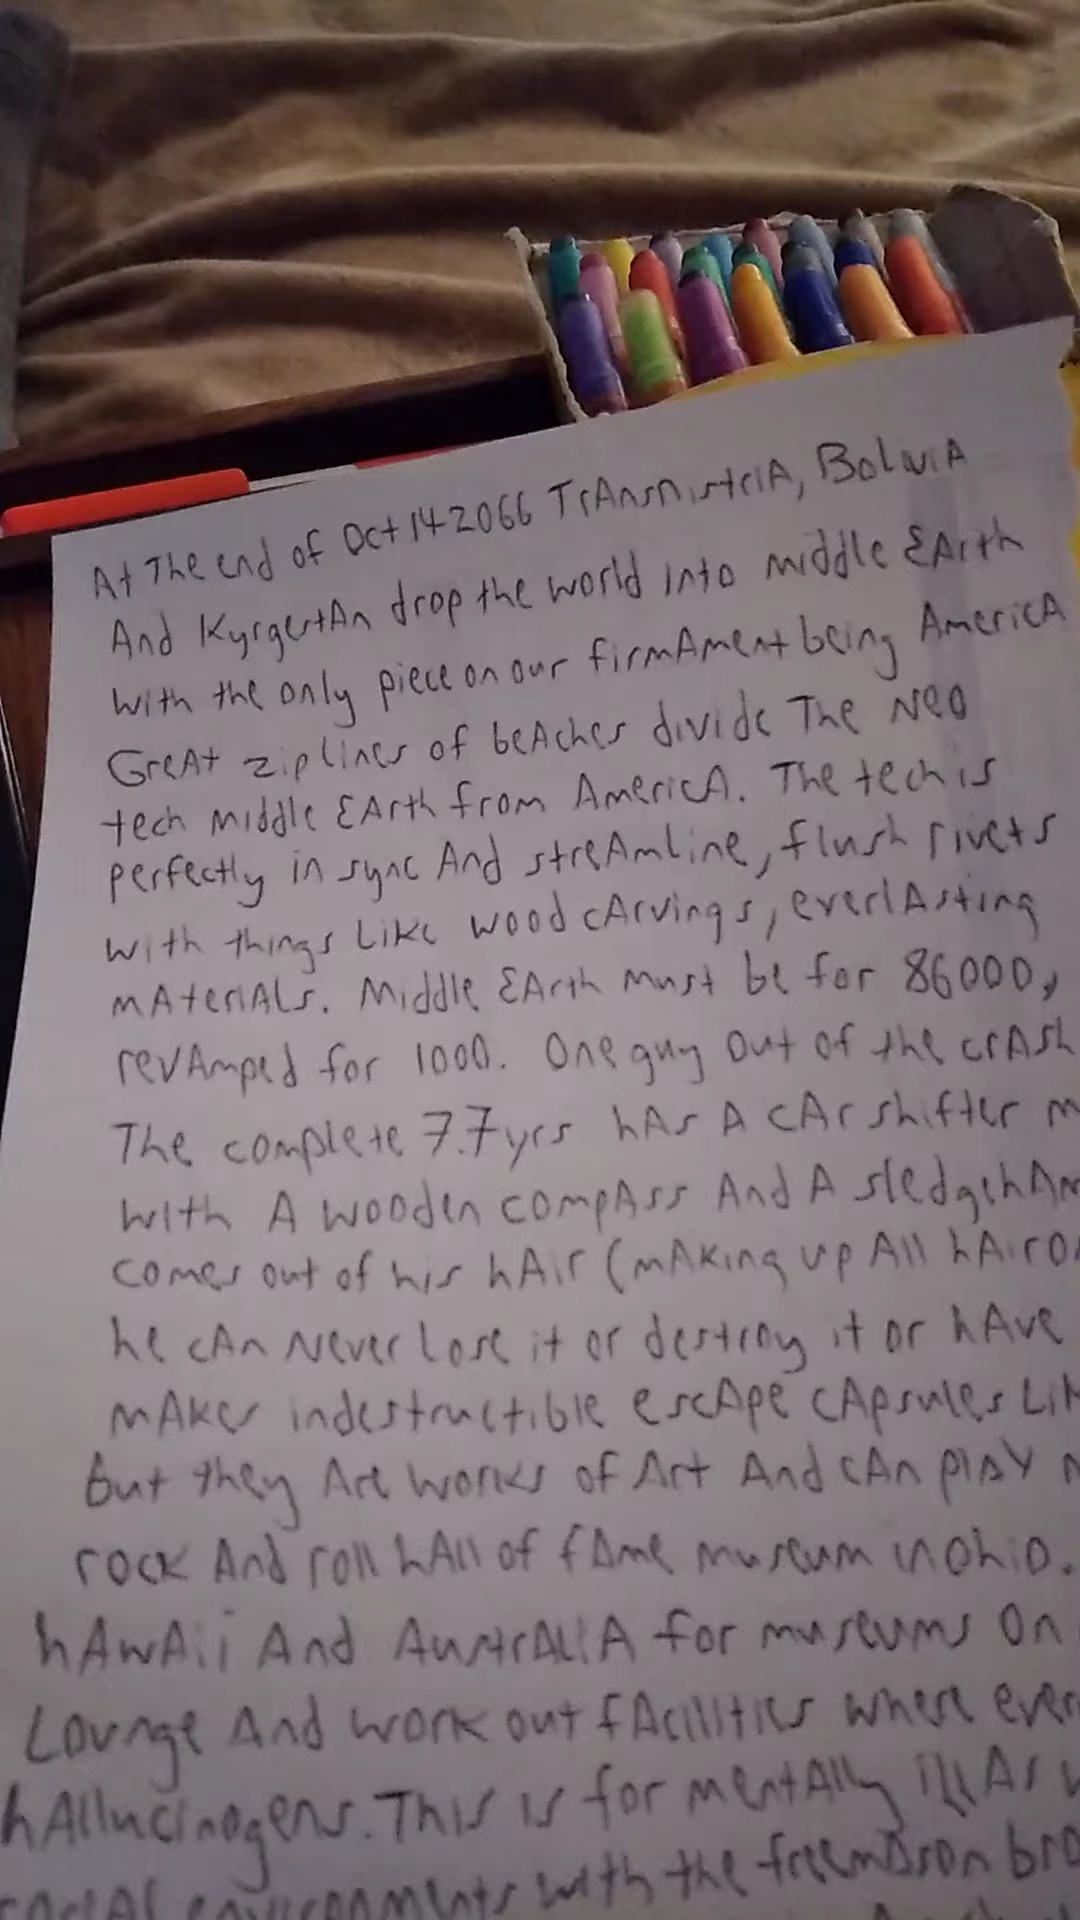 At The end of Oct 14 2066 Transnistria, Bolivia
And Kyrgestan drop the world into middle Earth
with the only piece on our firmament being America
Great ziplines of beaches divide The Neo
tech middle Earth from America. The tech is
perfectly in sync And streamline, flush rivets
with things Like wood carvings, everlasting
materials. Middle Earth must be for 86000,
revamped for 1000. One guy out of the crash
The complete 7.7yrs has A car shifter
with A wooden compass And A
comes out of his hair (making up All
he can Never Lose it or destroy it or have
makes indestructible escape capsules
but they Are works of Art And can play
rock And roll hall of fame museum in Ohio.
hawaii And Australia for museums on
Lounge And work out facilities where
hallucinogens. This is for mentally ill As
environments with the freemason